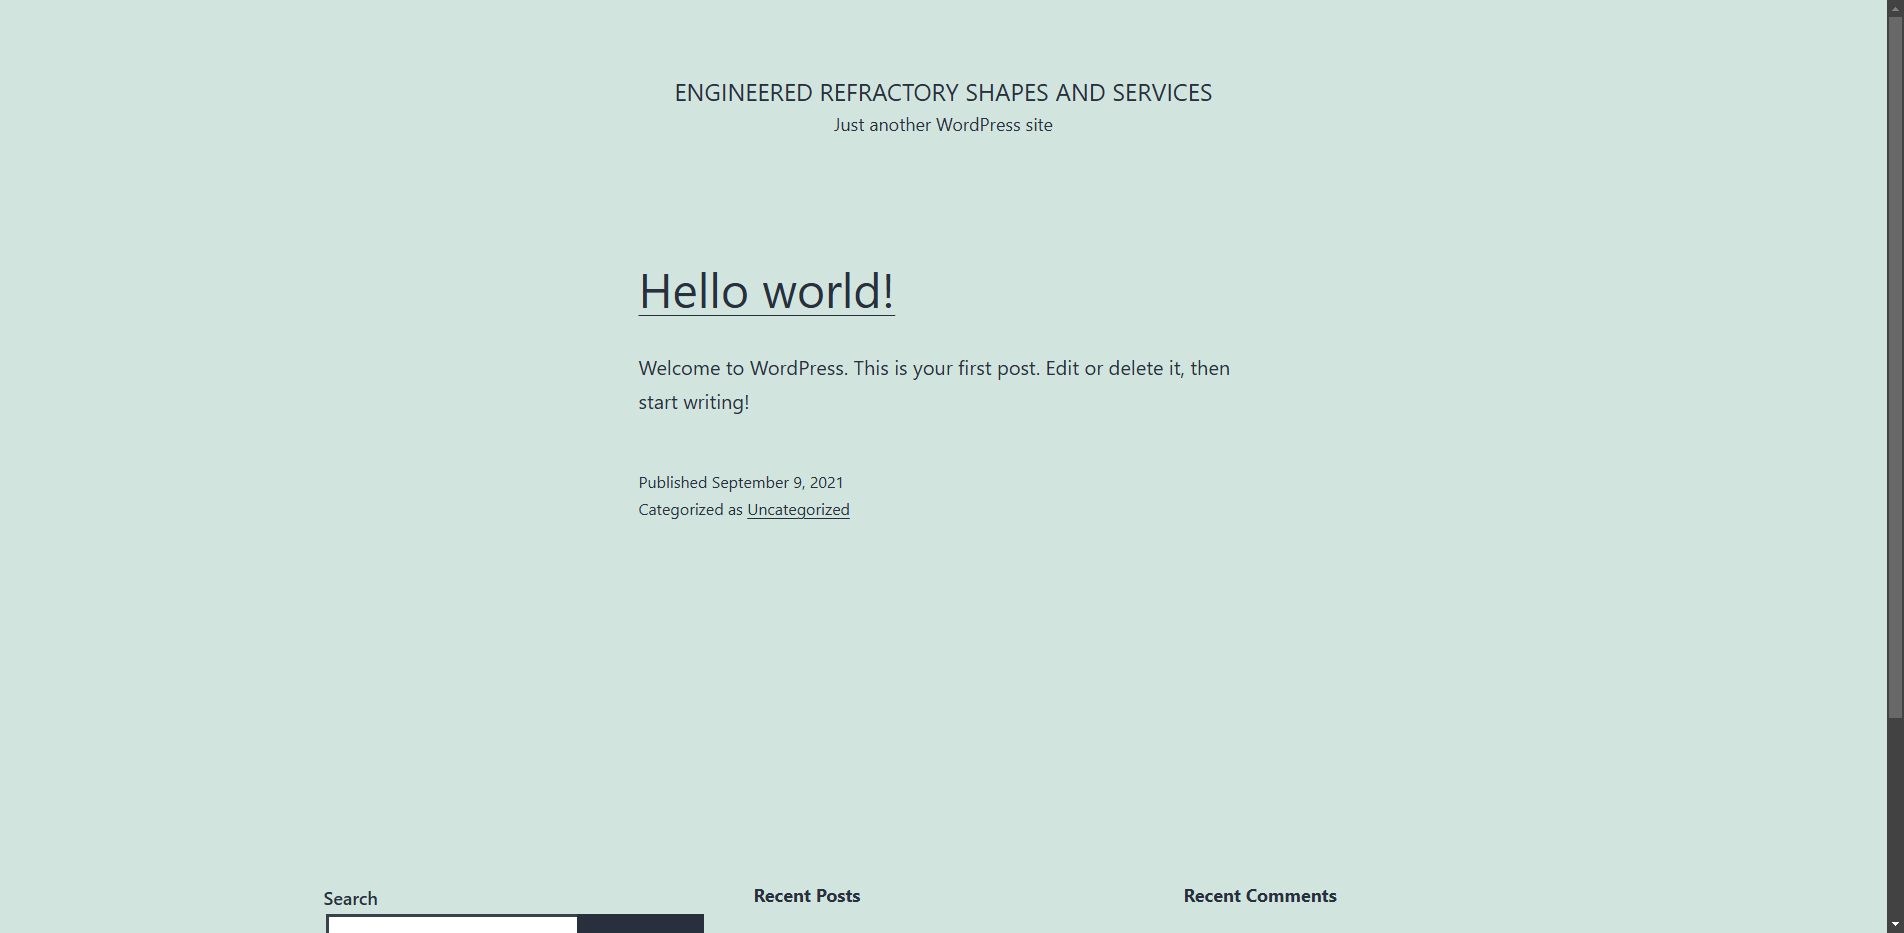 ENGINEERED REFRACTORY SHAPES AND SERVICES
Just another WordPress site
Hello world!
Welcome to WordPress. This is your first post. Edit or delete it, then
start writing!
Published September 9, 2021
Categorized as Uncategorized
Search
Recent Posts
Recent Comments